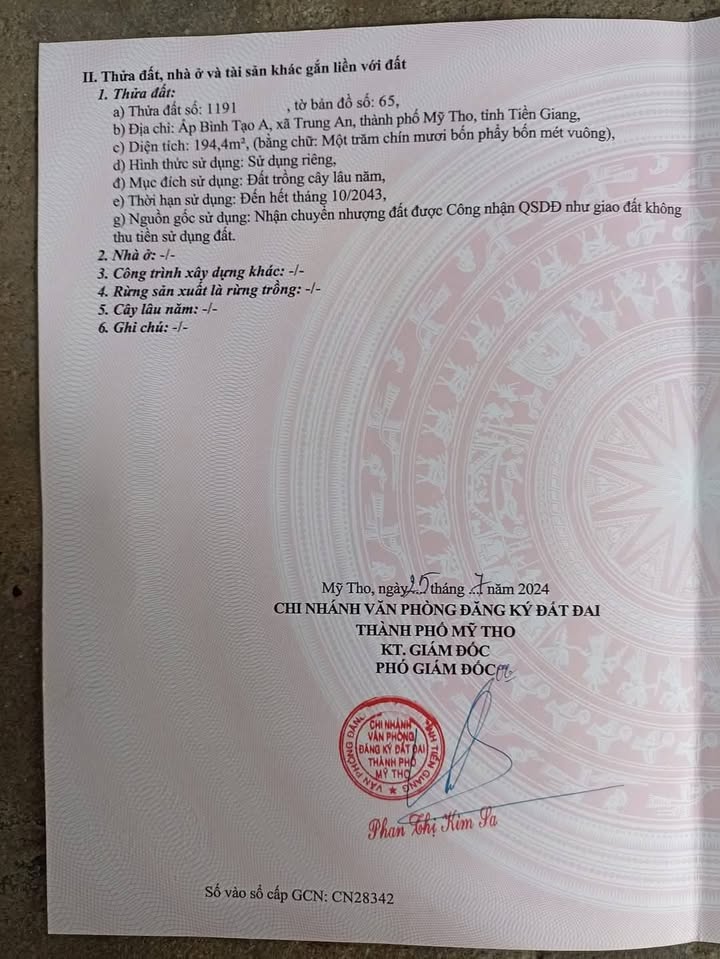 II. Thửa đất, nhà ở và tài sản khác gắn liền với đất
1. Thửa đất:
a) Thửa đất số: 1191 , tờ bản đồ số: 65,
b) Địa chỉ: Ấp Bình Tạo A, xã Trung An, thành phố Mỹ Tho, tỉnh Tiền Giang,
c) Diện tích: 194,4m², (bằng chữ: Một trăm chín mươi bốn phẩy bốn mét vuông),
d) Hình thức sử dụng: Sử dụng riêng,
đ) Mục đích sử dụng: Đất trồng cây lâu năm,
e) Thời hạn sử dụng: Đến hết tháng 10/2043,
g) Nguồn gốc sử dụng: Nhận chuyển nhượng đất được Công nhận QSDĐ như giao đất không
thu tiền sử dụng đất.
2. Nhà ở: -/-
3. Công trình xây dựng khác: -/-
4. Rừng sản xuất là rừng trồng: -/-
5. Cây lâu năm: -/-
6. Ghi chú: -/-
Mỹ Tho, ngày 25 tháng 7 năm 2024
CHI NHÁNH VĂN PHÒNG ĐĂNG KÝ ĐẤT ĐAI
THÀNH PHỐ MỸ THO
KT. GIÁM ĐỐC
PHÓ GIÁM ĐỐC
CHI NHÁNH
VĂN PHÒNG
ĐĂNG KÝ ĐẤT ĐAI
THÀNH PHỐ
MỸ THO
Phan Thị Kim Sa
Số vào sổ cấp GCN: CN28342